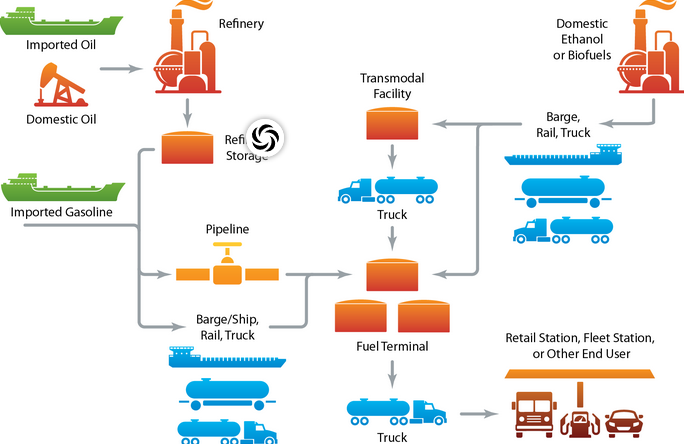 Imported Oil
Refinery
Domestic Oil
Storage
Imported Gasoline
Pipeline
Barge/Ship,
Rail, Truck
Transmodal
Facility
Truck
Fuel Terminal
Truck
Domestic
Ethanol
or Biofuels
Barge,
Rail, Truck
Retail Station, Fleet Station,
or Other End User